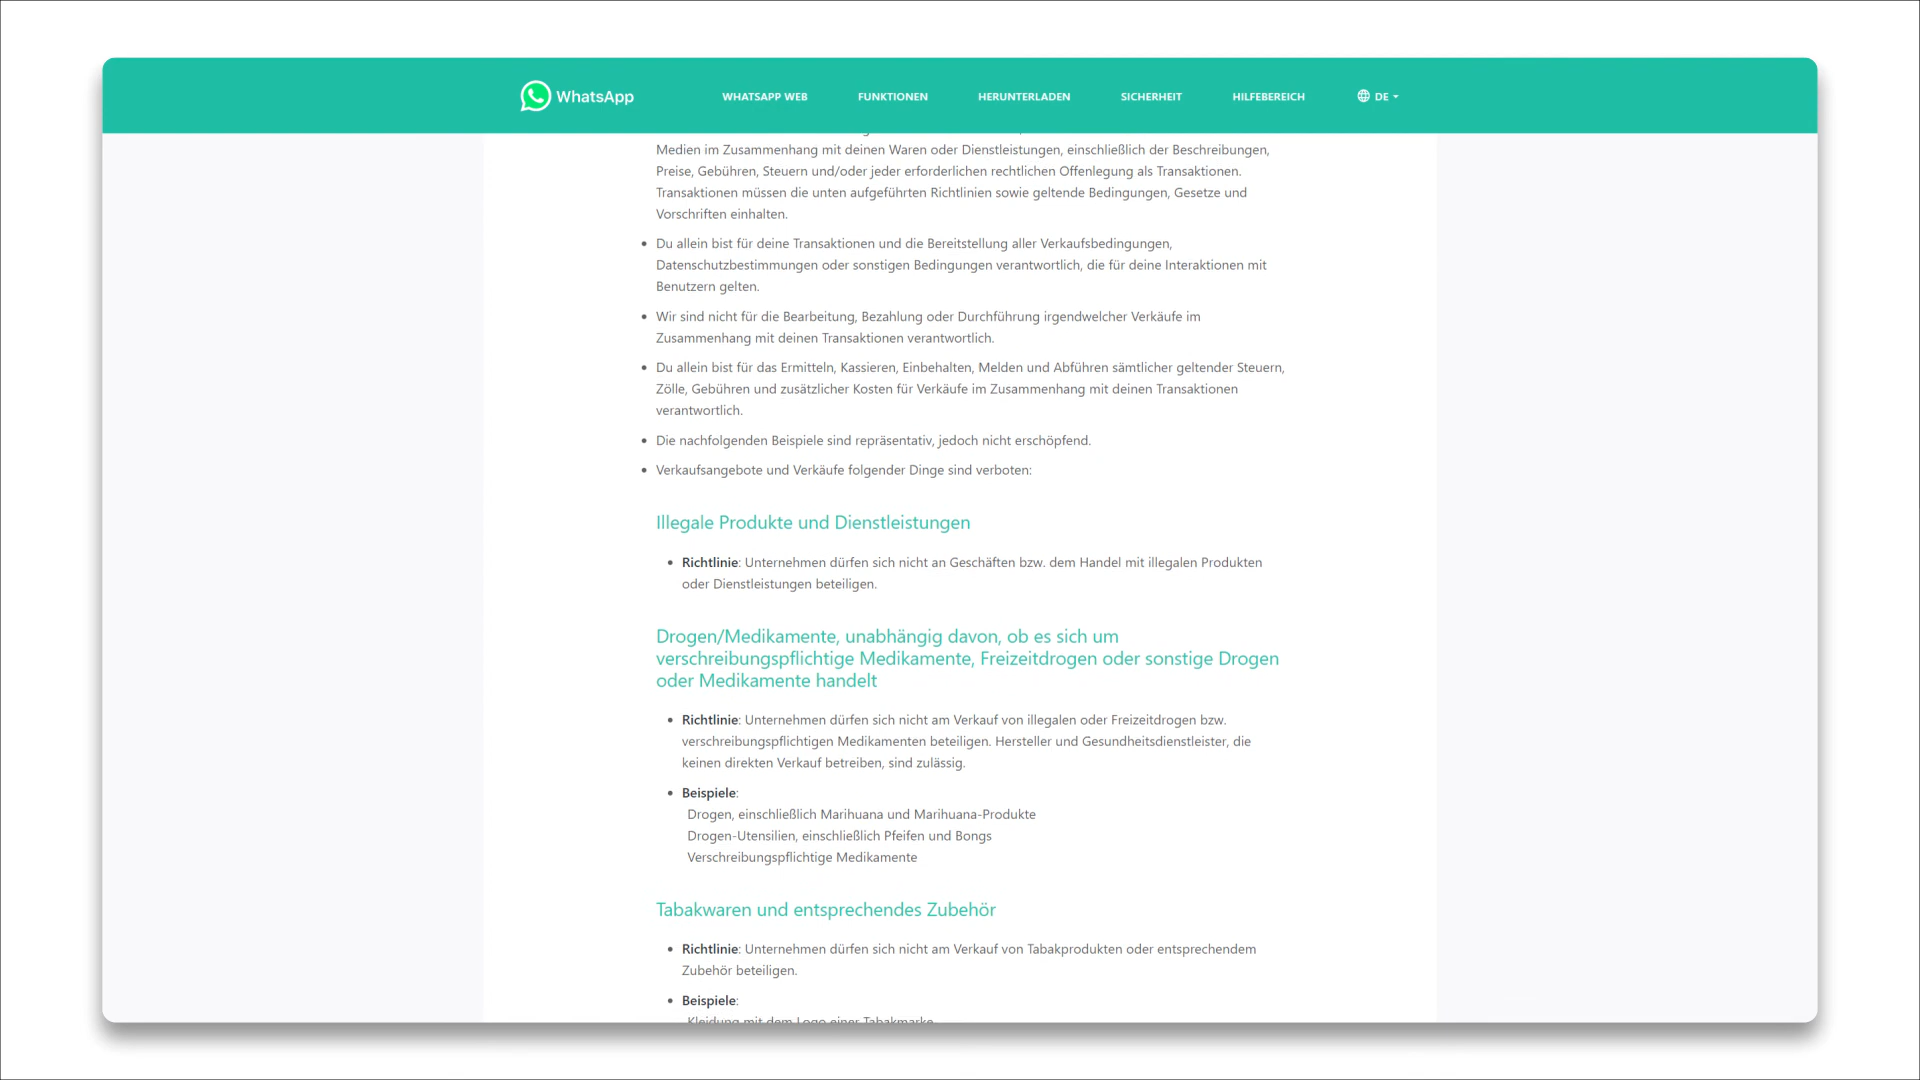 WhatsApp
WHATSAPP WEB
FUNKTIONEN
HERUNTERLADEN
SICHERHEIT
HILFEBEREICH
DE
Medien im Zusammenhang mit deinen Waren oder Dienstleistungen, einschließlich der Beschreibungen,
Preise, Gebühren, Steuern und/oder jeder erforderlichen rechtlichen Offenlegung als Transaktionen.
Transaktionen müssen die unten aufgeführten Richtlinien sowie geltende Bedingungen, Gesetze und
Vorschriften einhalten.
• Du allein bist für deine Transaktionen und die Bereitstellung aller Verkaufsbedingungen,
Datenschutzbestimmungen oder sonstigen Bedingungen verantwortlich, die für deine Interaktionen mit
Benutzern gelten.
• Wir sind nicht für die Bearbeitung, Bezahlung oder Durchführung irgendwelcher Verkäufe im
Zusammenhang mit deinen Transaktionen verantwortlich.
• Du allein bist für das Ermitteln, Kassieren, Einbehalten, Melden und Abführen sämtlicher geltender Steuern,
Zölle, Gebühren und zusätzlicher Kosten für Verkäufe im Zusammenhang mit deinen Transaktionen
verantwortlich.
• Die nachfolgenden Beispiele sind repräsentativ, jedoch nicht erschöpfend.
• Verkaufsangebote und Verkäufe folgender Dinge sind verboten:
Illegale Produkte und Dienstleistungen
• Richtlinie: Unternehmen dürfen sich nicht an Geschäften bzw. dem Handel mit illegalen Produkten
oder Dienstleistungen beteiligen.
Drogen/Medikamente, unabhängig davon, ob es sich um
verschreibungspflichtige Medikamente, Freizeitdrogen oder sonstige Drogen
oder Medikamente handelt
• Richtlinie: Unternehmen dürfen sich nicht am Verkauf von illegalen oder Freizeitdrogen bzw.
verschreibungspflichtigen Medikamenten beteiligen. Hersteller und Gesundheitsdienstleister, die
keinen direkten Verkauf betreiben, sind zulässig.
• Beispiele:
Drogen, einschließlich Marihuana und Marihuana-Produkte
Drogen-Utensilien, einschließlich Pfeifen und Bongs
Verschreibungspflichtige Medikamente
Tabakwaren und entsprechendes Zubehör
• Richtlinie: Unternehmen dürfen sich nicht am Verkauf von Tabakprodukten oder entsprechendem
Zubehör beteiligen.
• Beispiele:
Kleidung mit dem Logo einer Tabakmarke